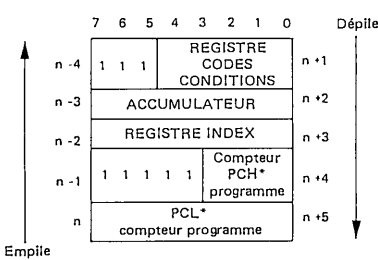 7 6 5 4 3 2 1 0 Dépile
n -4 1 1 1 REGISTRE CODES CONDITIONS n +1
n -3 ACCUMULATEUR n +2
n -2 REGISTRE INDEX n +3
n -1 1 1 1 1 1 Compteur PCH* programme n +4
n PCL* compteur programme n +5
Empile